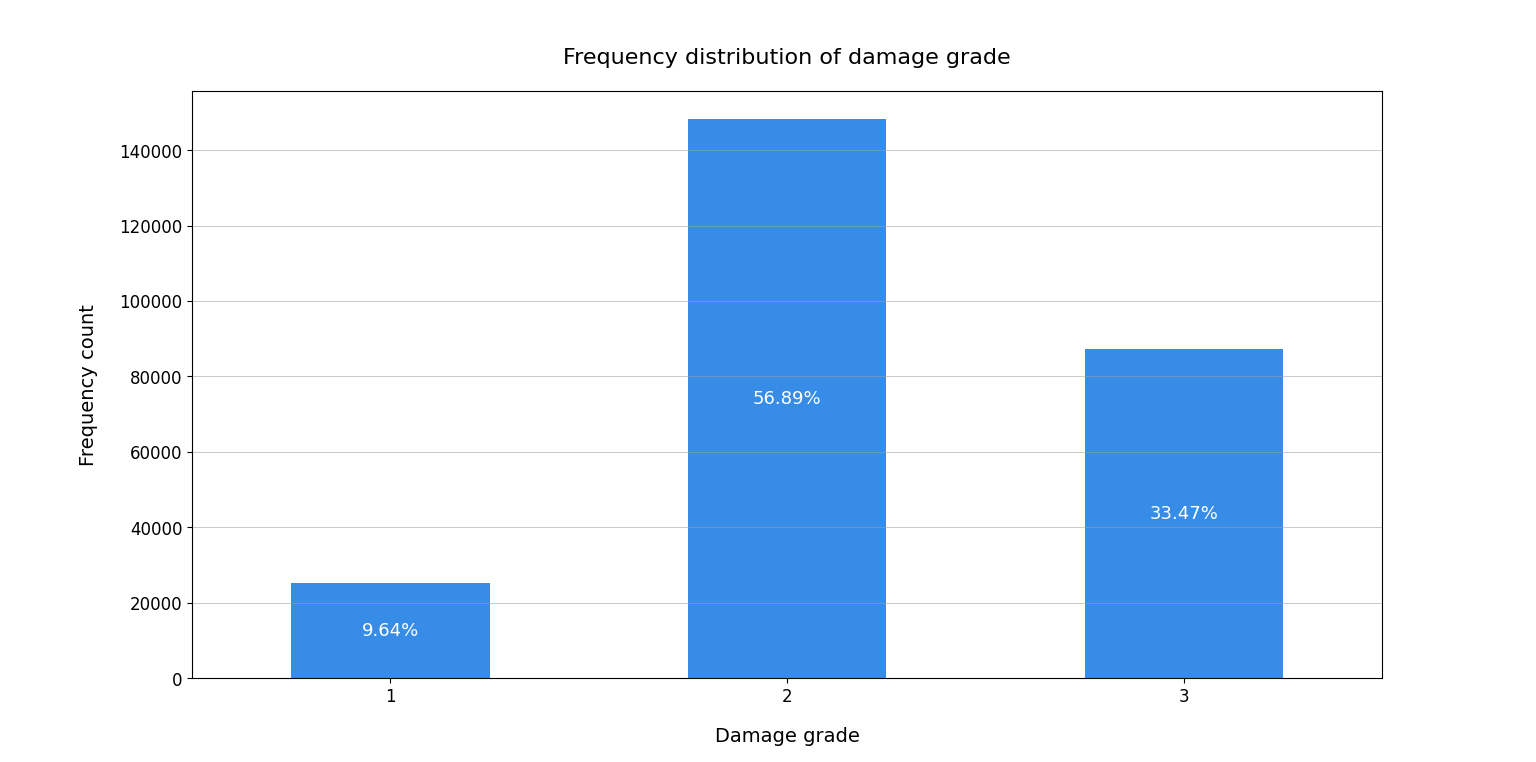 Frequency distribution of damage grade
Frequency count
140000
120000
100000
80000
60000
40000
20000
0
56.89%
33.47%
9.64%
1 2 3
Damage grade